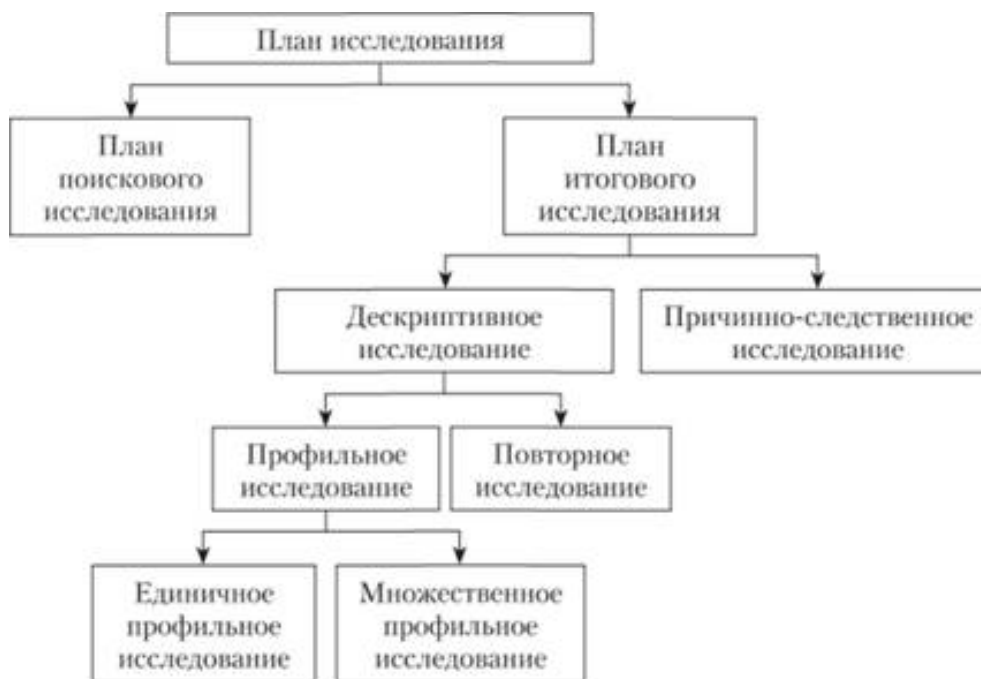 План исследования
План
поискового
исследования
План
итогового
исследования
Дескриптивное
исследование
Причинно-следственное
исследование
Профильное
исследование
Повторное
исследование
Единичное
профильное
исследование
Множественное
профильное
исследование